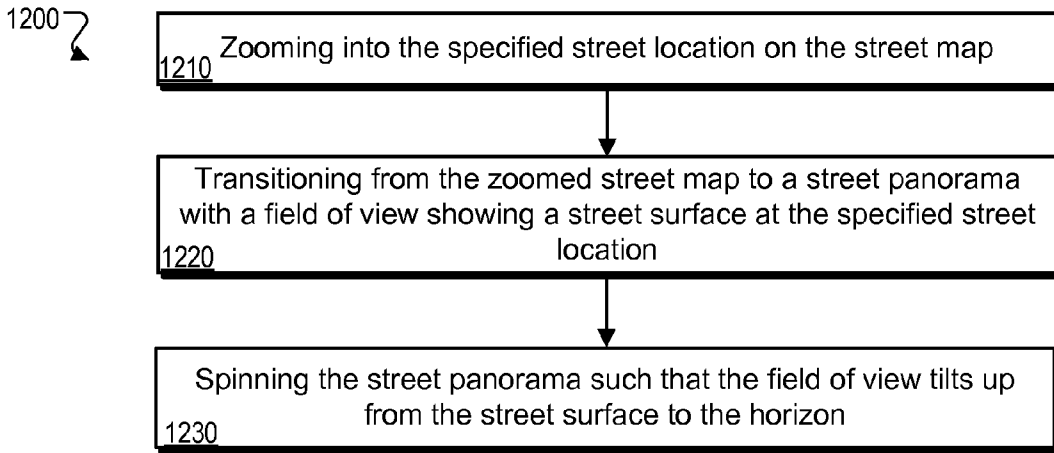 1200
Zooming into the specified street location on the street map
1210
Transitioning from the zoomed street map to a street panorama
with a field of view showing a street surface at the specified street
location
1220
Spinning the street panorama such that the field of view tilts up
from the street surface to the horizon
1230